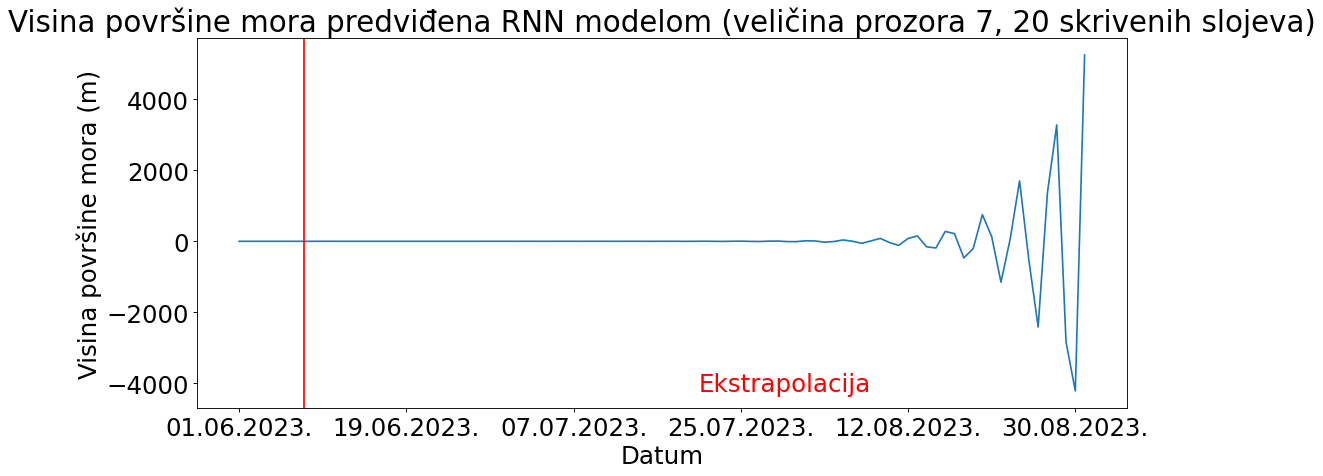 Visina površine mora predviđena RNN modelom (veličina prozora 7, 20 skrivenih slojeva)
Visina površine mora (m)
4000
2000
0
−2000
−4000
Ekstrapolacija
01.06.2023.
19.06.2023.
07.07.2023.
25.07.2023.
12.08.2023.
30.08.2023.
Datum